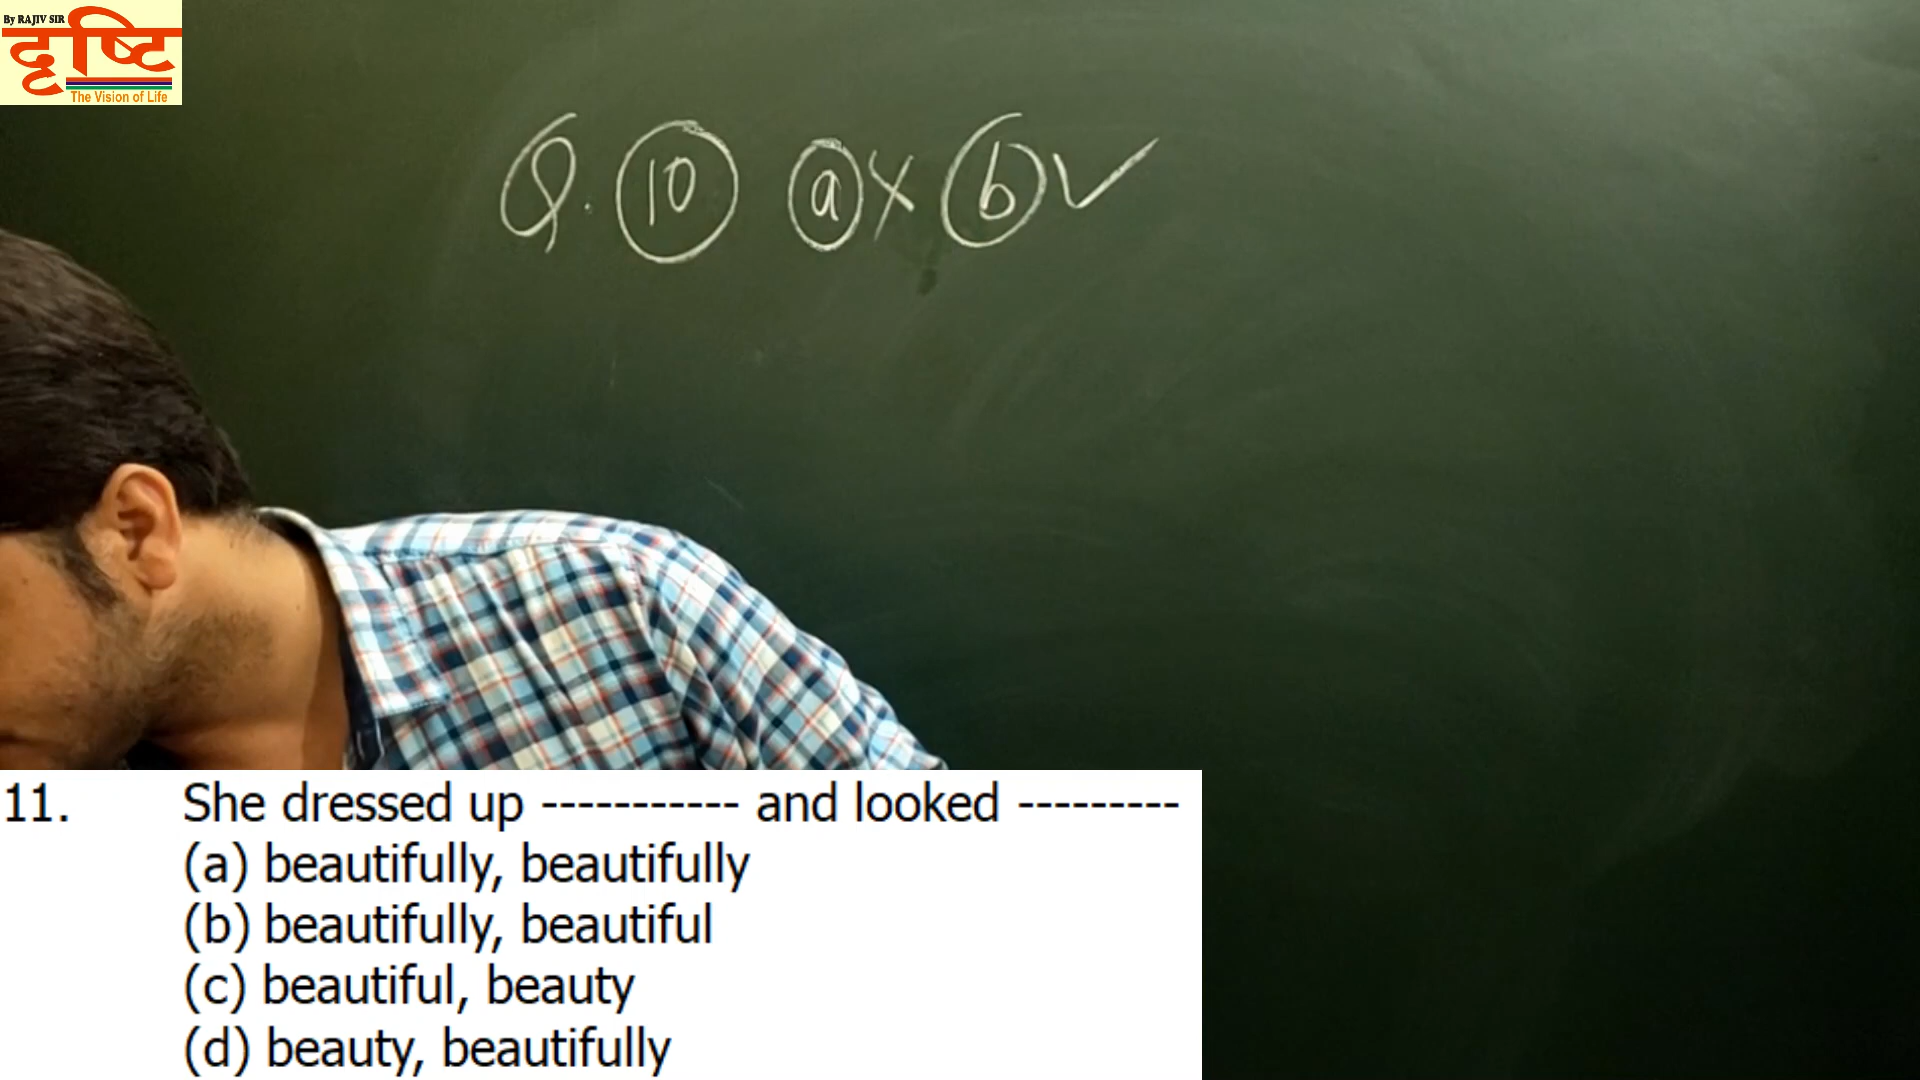 By RAJIV SIR
दृष्टि
The Vision of Life
Q. 10 a X b ✓
11. She dressed up ----------- and looked ---------
(a) beautifully, beautifully
(b) beautifully, beautiful
(c) beautiful, beauty
(d) beauty, beautifully